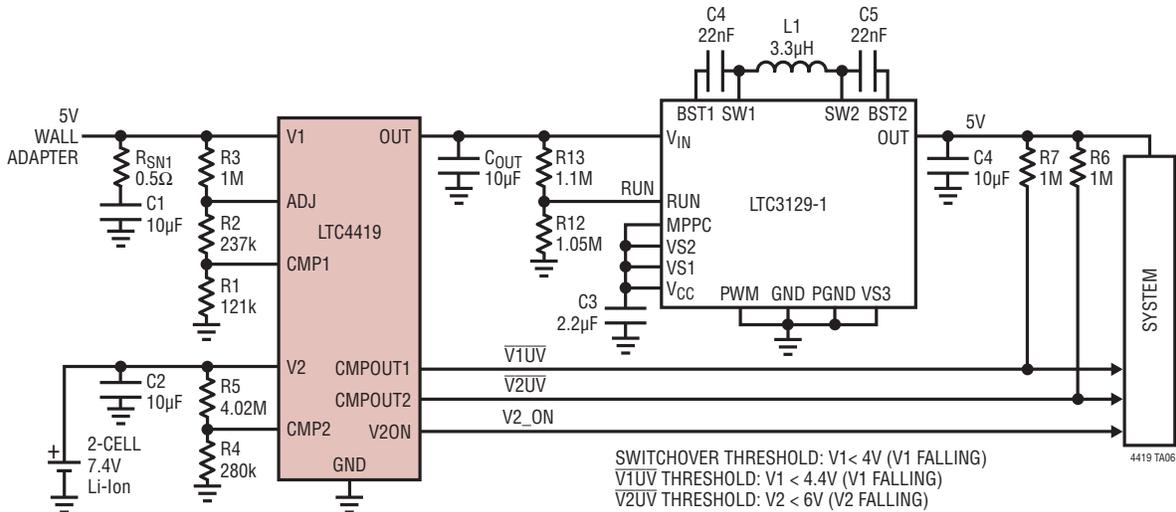 C4
22nF
L1
3.3µH
C5
22nF
BST1 SW1
SW2 BST2
5V
WALL
ADAPTER
RSN1
0.5Ω
C1
10µF
R3
1M
R2
237k
R1
121k
V1
OUT
ADJ
LTC4419
CMP1
COUT
10µF
R13
1.1M
RUN
R12
1.05M
VIN
OUT
RUN
LTC3129-1
MPPC
VS2
VS1
VCC
PWM GND PGND VS3
C3
2.2µF
5V
C4
10µF
R7
1M
R6
1M
SYSTEM
V2
CMPOUT1
V1UV
C2
10µF
R5
4.02M
CMPOUT2
V2UV
CMP2
V2ON
V2_ON
+
2-CELL
7.4V
Li-Ion
R4
280k
GND
SWITCHOVER THRESHOLD: V1< 4V (V1 FALLING)
V1UV THRESHOLD: V1 < 4.4V (V1 FALLING)
V2UV THRESHOLD: V2 < 6V (V2 FALLING)
4419 TA06